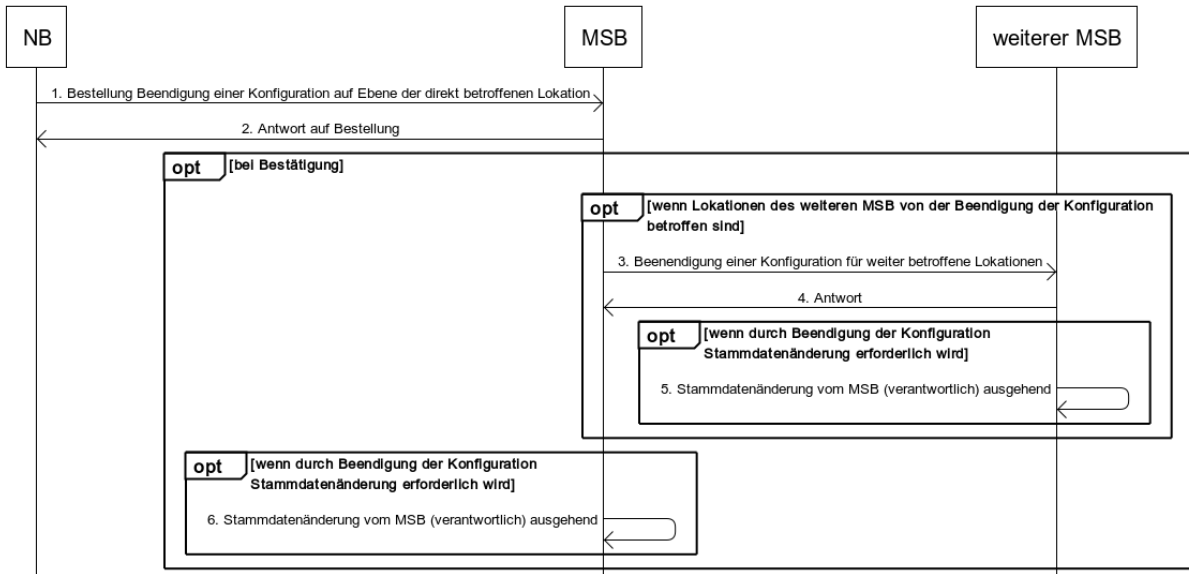 NB
MSB
weiterer MSB
1. Bestellung Beendigung einer Konfiguration auf Ebene der direkt betroffenen Lokation
2. Antwort auf Bestellung
opt
[bei Bestätigung]
opt
[wenn Lokationen des weiteren MSB von der Beendigung der Konfiguration
betroffen sind]
3. Beenendigung einer Konfiguration für weiter betroffene Lokationen
4. Antwort
opt
[wenn durch Beendigung der Konfiguration
Stammdatenänderung erforderlich wird]
5. Stammdatenänderung vom MSB (verantwortlich) ausgehend
opt
[wenn durch Beendigung der Konfiguration
Stammdatenänderung erforderlich wird]
6. Stammdatenänderung vom MSB (verantwortlich) ausgehend